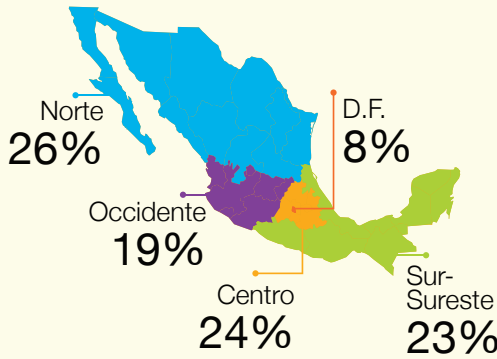 Norte
26%
D.F.
8%
Occidente
19%
Centro
24%
Sur-
Sureste
23%